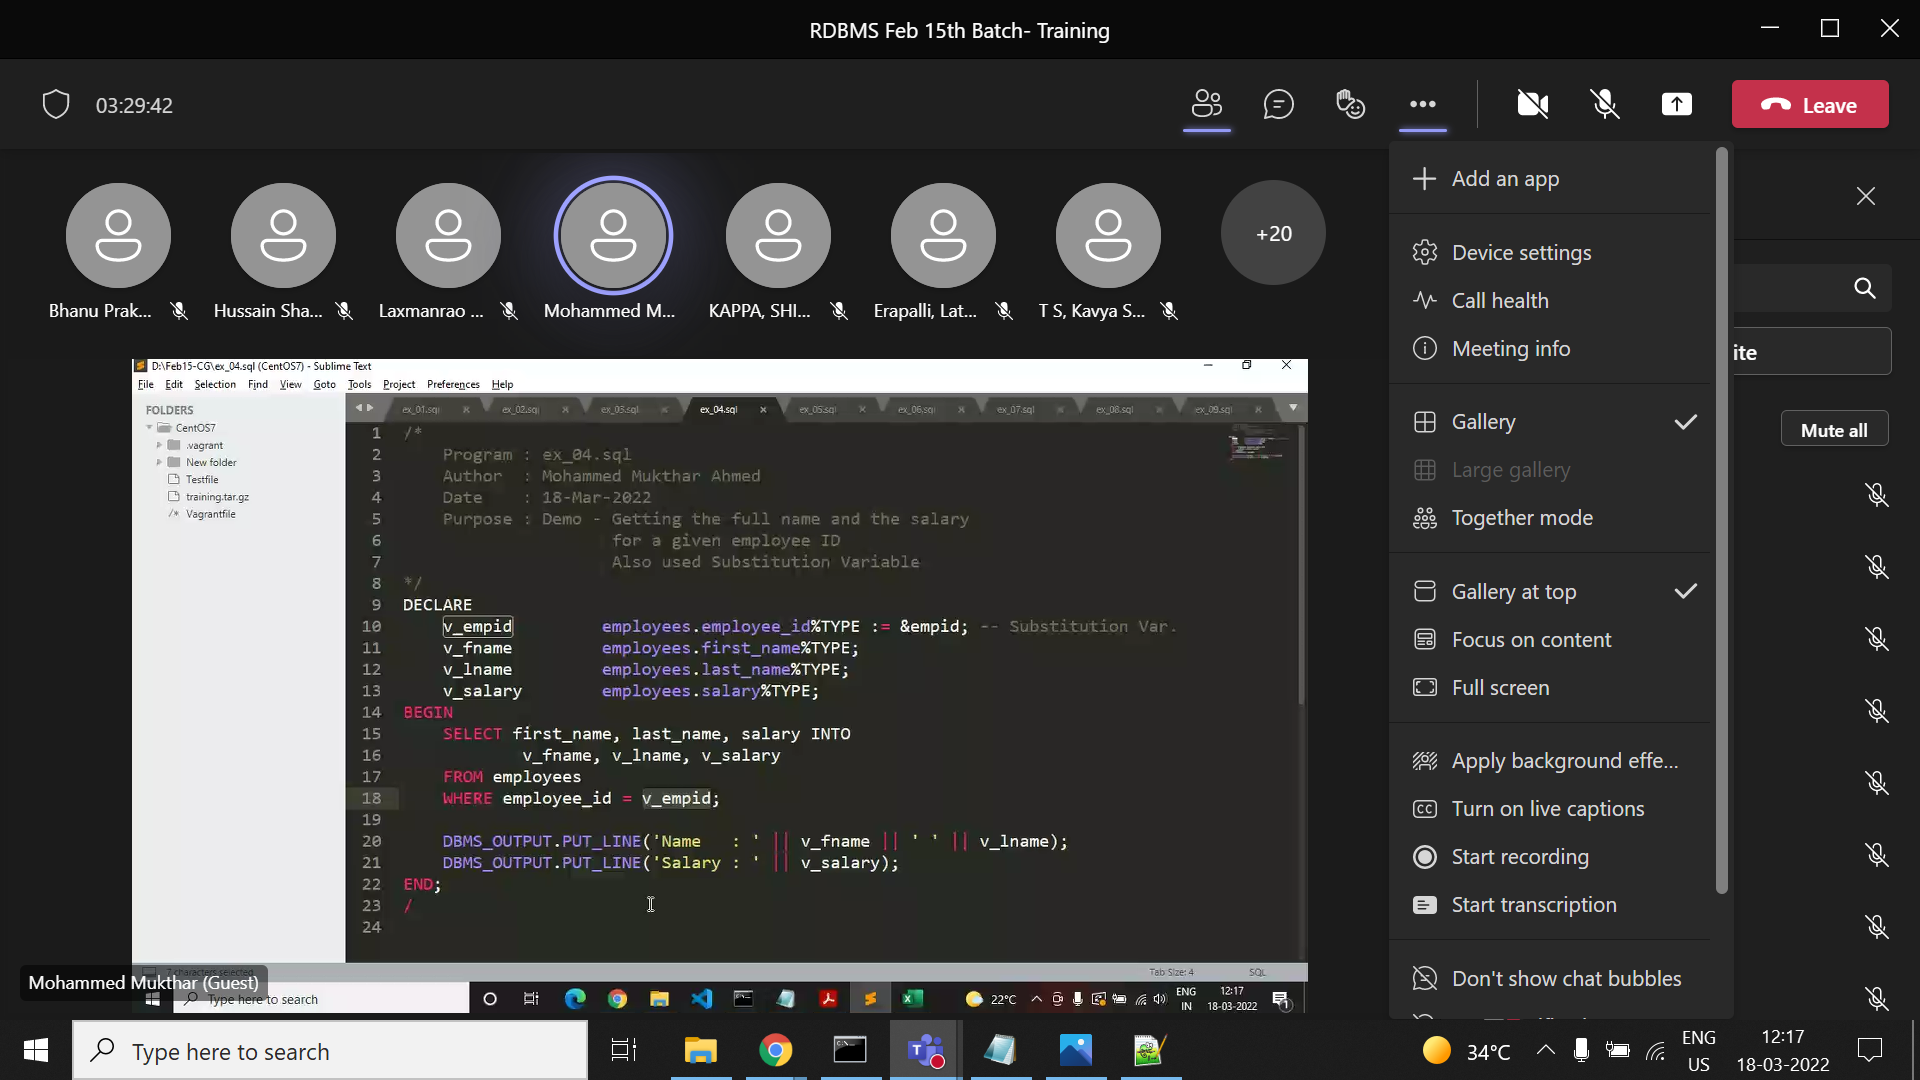 RDBMS Feb 15th Batch- Training
03:29:42
Leave
Bhanu Prak...
Hussain Sha...
Laxmanrao ...
Mohammed M...
KAPPA, SHI...
Erapalli, Lat...
T S, Kavya S...
+20
Add an app
Device settings
Call health
Meeting info
Gallery
Large gallery
Together mode
Gallery at top
Focus on content
Full screen
Apply background effe...
Turn on live captions
Start recording
Start transcription
Don't show chat bubbles
ite
Mute all
D:\Feb15-CG\ex_04.sql (CentOS7) - Sublime Text
File Edit Selection Find View Goto Tools Project Preferences Help
FOLDERS
CentOS7
.vagrant
New folder
Testfile
training.tar.gz
/* Vagrantfile
ex_01.sql ex_02.sql ex_03.sql ex_04.sql ex_05.sql ex_06.sql ex_07.sql ex_08.sql ex_09.sql
1 /*
2 Program : ex_04.sql
3 Author : Mohammed Mukthar Ahmed
4 Date : 18-Mar-2022
5 Purpose : Demo - Getting the full name and the salary
6 for a given employee ID
7 Also used Substitution Variable
8 */
9 DECLARE
10 v_empid employees.employee_id%TYPE := &empid; -- Substitution Var.
11 v_fname employees.first_name%TYPE;
12 v_lname employees.last_name%TYPE;
13 v_salary employees.salary%TYPE;
14 BEGIN
15 SELECT first_name, last_name, salary INTO
16 v_fname, v_lname, v_salary
17 FROM employees
18 WHERE employee_id = v_empid;
19
20 DBMS_OUTPUT.PUT_LINE('Name : ' || v_fname || ' ' || v_lname);
21 DBMS_OUTPUT.PUT_LINE('Salary : ' || v_salary);
22 END;
23 /
24
7 characters selected
Tab Size: 4 SQL
Mohammed Mukthar (Guest)
Type here to search
22°C
ENG
IN
12:17
18-03-2022
1
Type here to search
34°C
ENG
US
12:17
18-03-2022